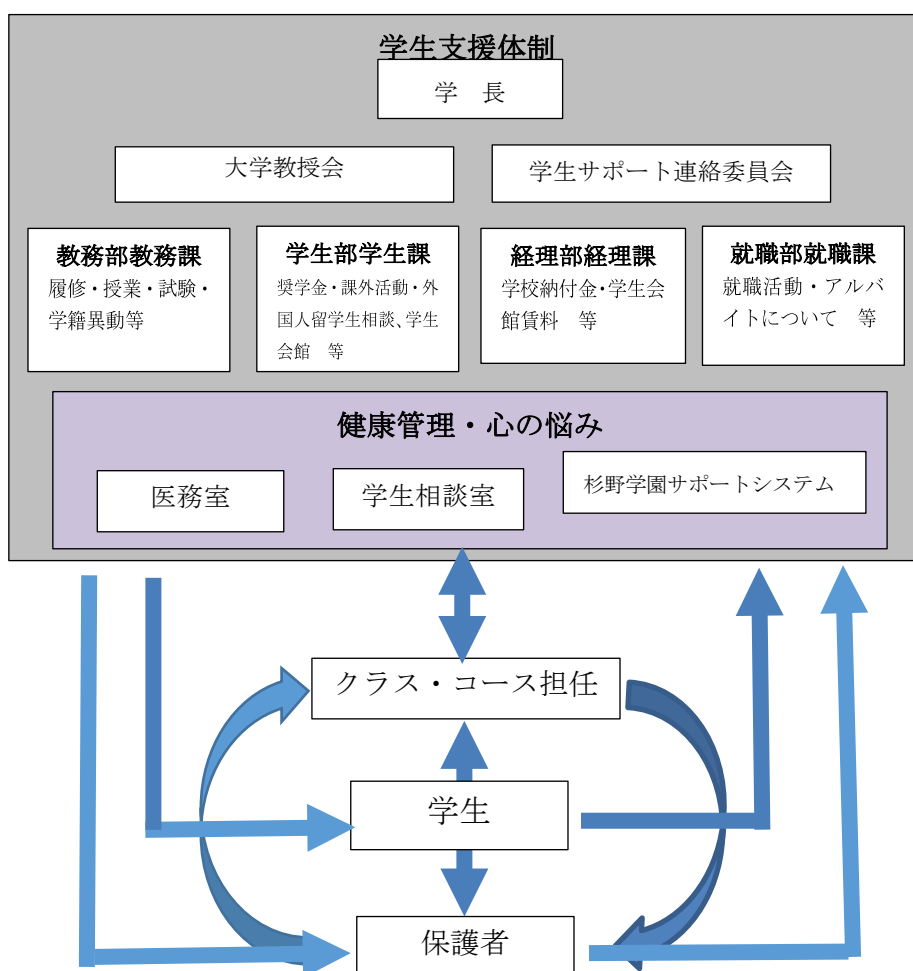 学生支援体制
学　長
大学教授会
学生サポート連絡委員会
教務部教務課
履修・授業・試験・
学籍異動等
学生部学生課
奨学金・課外活動・外
国人留学生相談、学生
会館　等
経理部経理課
学校納付金・学生会
館賃料　等
就職部就職課
就職活動・アルバ
イトについて　等
健康管理・心の悩み
医務室
学生相談室
杉野学園サポートシステム
クラス・コース担任
学生
保護者